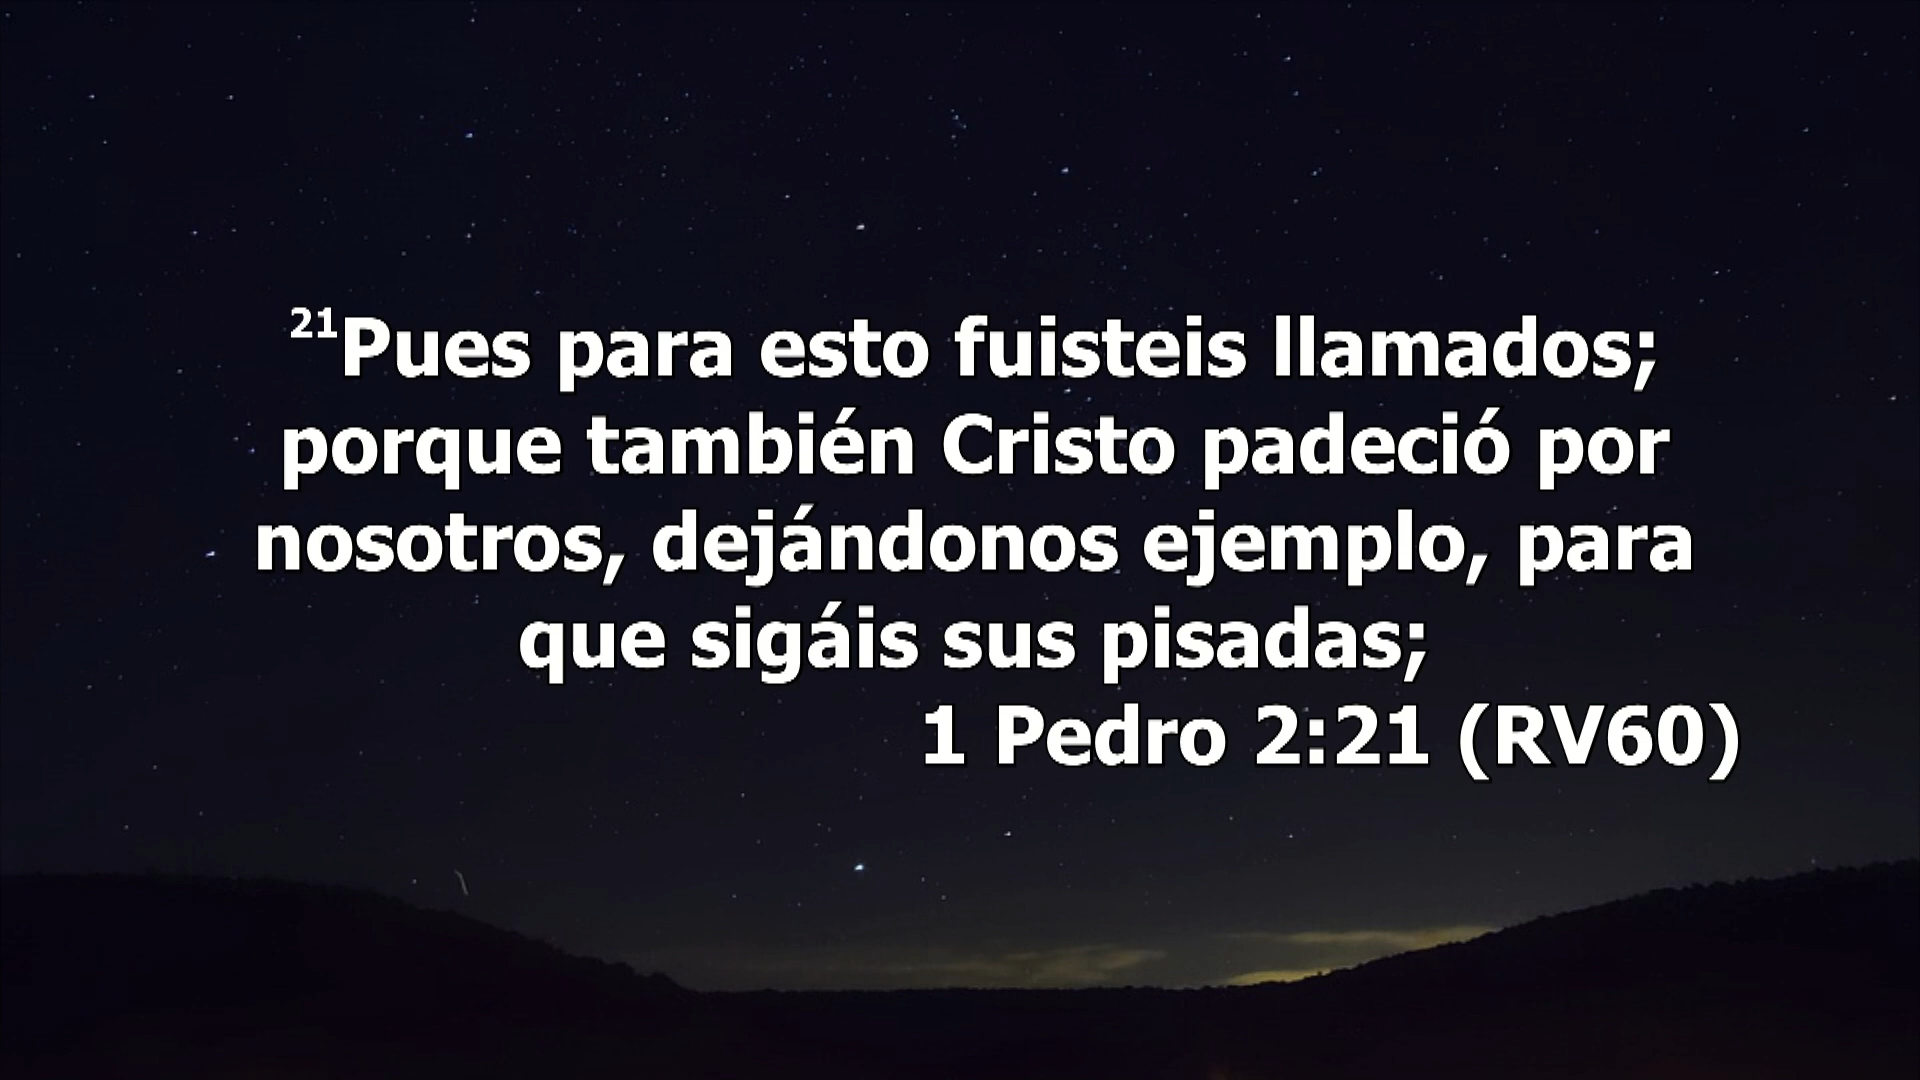 21Pues para esto fuisteis llamados;
porque también Cristo padeció por
nosotros, dejándonos ejemplo, para
que sigáis sus pisadas;
1 Pedro 2:21 (RV60)